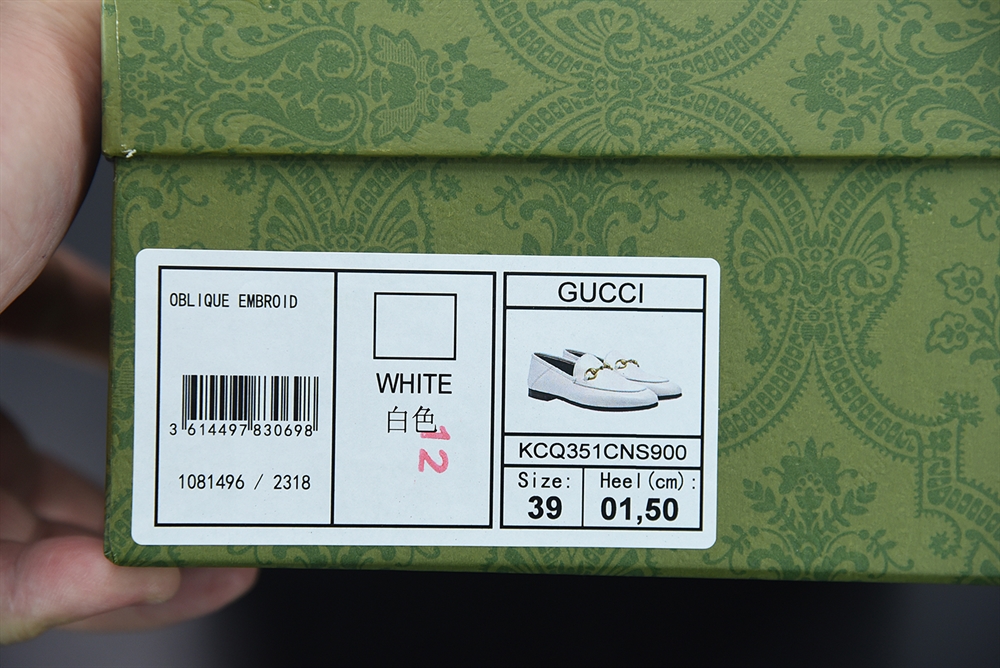 OBLIQUE EMBROID
3 614497 830698
1081496 / 2318
WHITE
白色
12
GUCCI
KCQ351CNS900
Size:
39
Heel(cm):
01,50